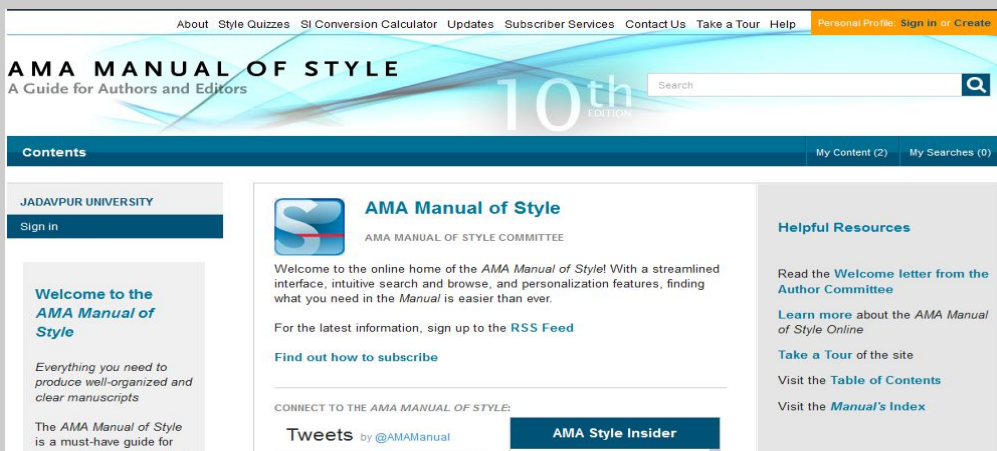 About Style Quizzes SI Conversion Calculator Updates Subscriber Services Contact Us Take a Tour Help Personal Profile: Sign in or Create
AMA MANUAL OF STYLE
A Guide for Authors and Editors
10th
EDITION
Search
Contents
My Content (2) My Searches (0)
JADAVPUR UNIVERSITY
Sign in
Welcome to the
AMA Manual of
Style
Everything you need to
produce well-organized and
clear manuscripts
The AMA Manual of Style
is a must-have guide for
S
AMA Manual of Style
AMA MANUAL OF STYLE COMMITTEE
Welcome to the online home of the AMA Manual of Style! With a streamlined
interface, intuitive search and browse, and personalization features, finding
what you need in the Manual is easier than ever.
For the latest information, sign up to the RSS Feed
Find out how to subscribe
CONNECT TO THE AMA MANUAL OF STYLE:
Tweets by @AMAManual
AMA Style Insider
Helpful Resources
Read the Welcome letter from the
Author Committee
Learn more about the AMA Manual
of Style Online
Take a Tour of the site
Visit the Table of Contents
Visit the Manual's Index